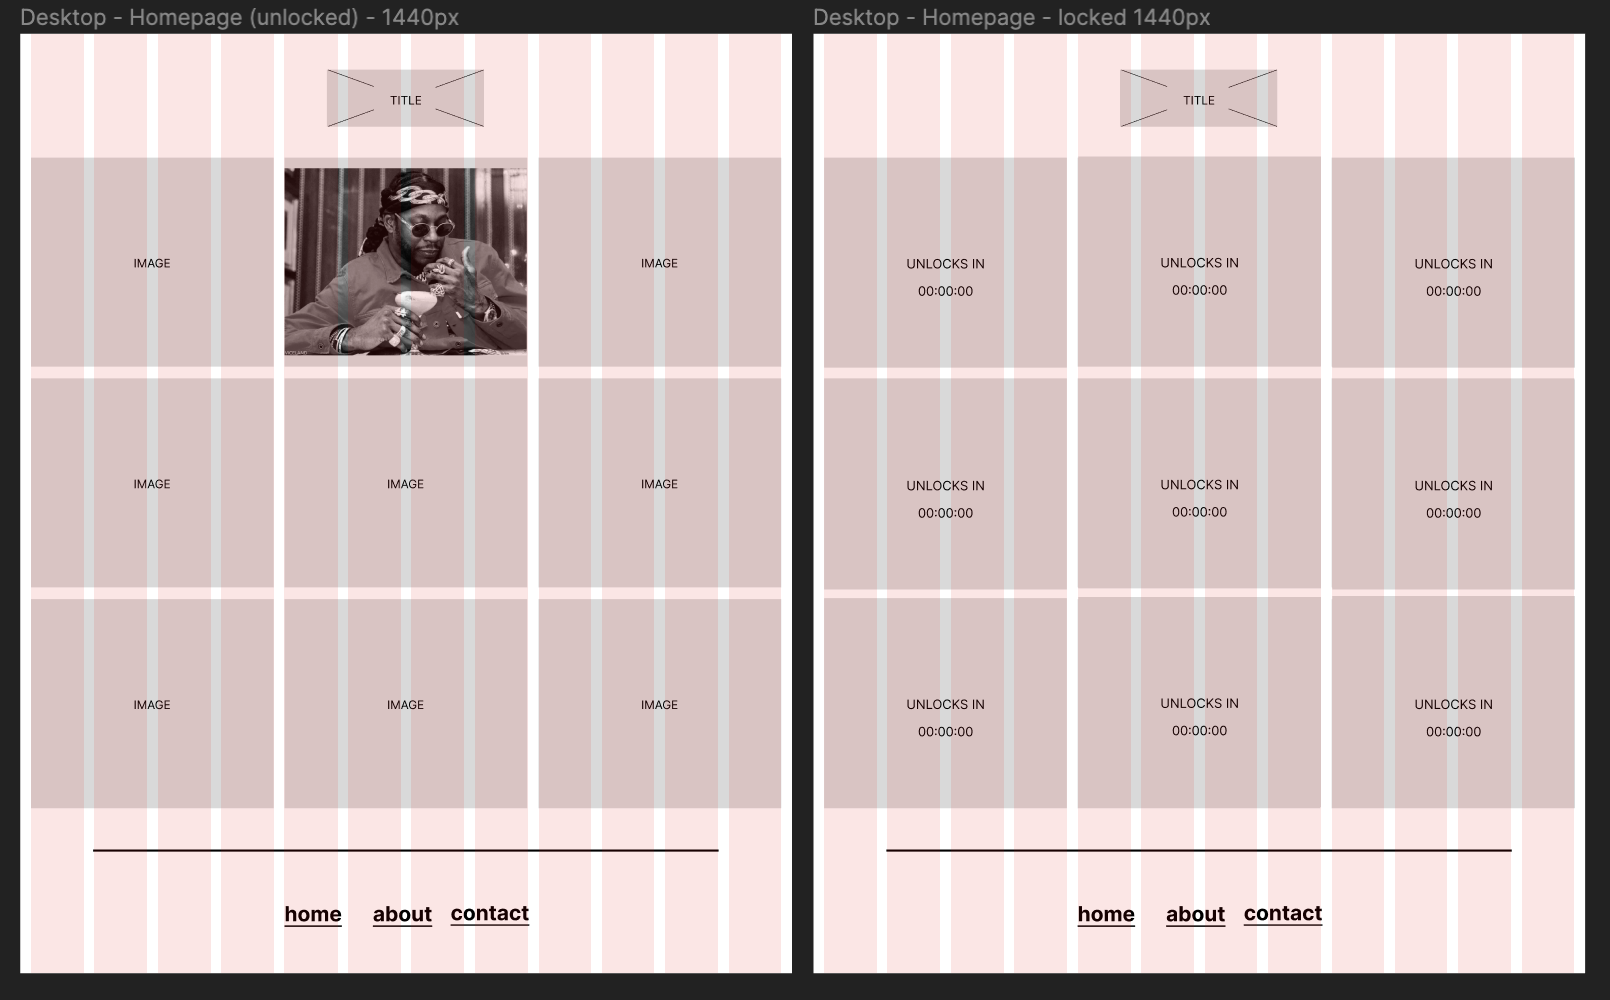 Desktop - Homepage (unlocked) - 1440px
TITLE
IMAGE
IMAGE
IMAGE
IMAGE
IMAGE
IMAGE
IMAGE
IMAGE
home about contact
Desktop - Homepage - locked 1440px
TITLE
UNLOCKS IN UNLOCKS IN UNLOCKS IN
00:00:00 00:00:00 00:00:00
UNLOCKS IN UNLOCKS IN UNLOCKS IN
00:00:00 00:00:00 00:00:00
UNLOCKS IN UNLOCKS IN UNLOCKS IN
00:00:00 00:00:00 00:00:00
home about contact